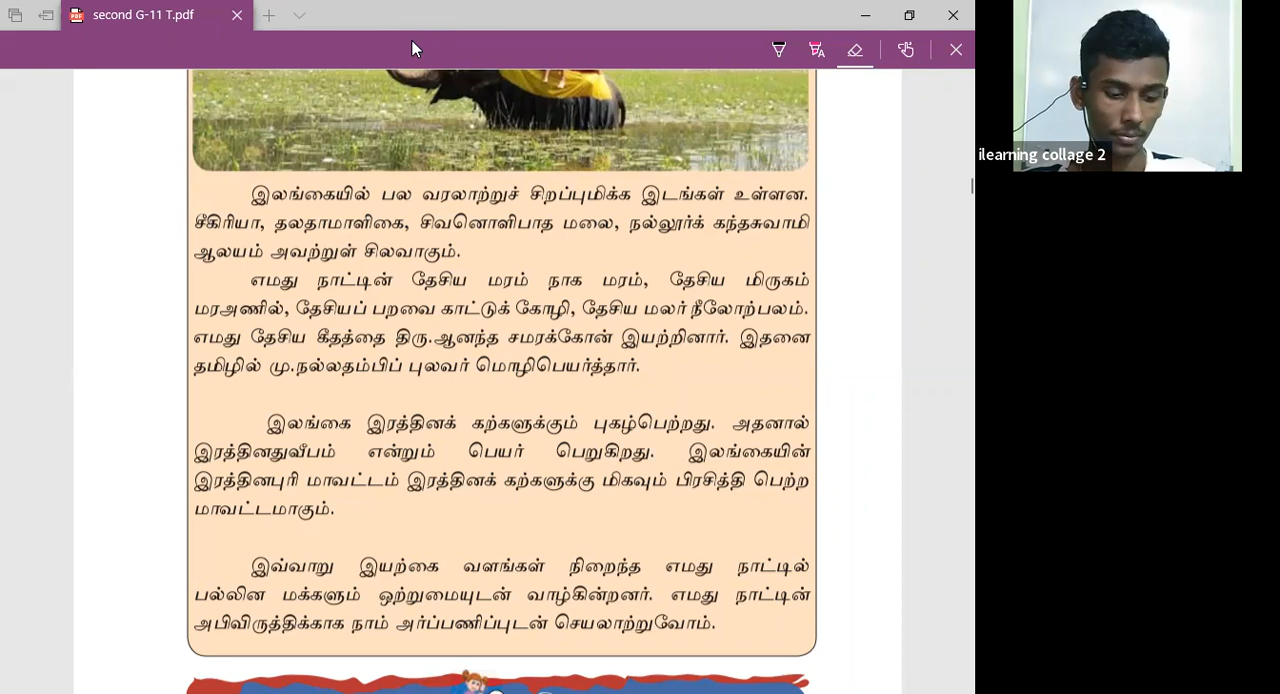 second G-11 T.pdf
ilearning collage 2
இலங்கையில் பல வரலாற்றுச் சிறப்புமிக்க இடங்கள் உள்ளன.
சீகிரியா, தலதாமாளிகை, சிவனொளிபாத மலை, நல்லூர்க் கந்தசுவாமி
ஆலயம் அவற்றுள் சிலவாகும்.
எமது நாட்டின் தேசிய மரம் நாக மரம், தேசிய மிருகம்
மரஅணில், தேசியப் பறவை காட்டுக் கோழி, தேசிய மலர் நீலோற்பலம்.
எமது தேசிய கீதத்தை திரு.ஆனந்த சமரக்கோன் இயற்றினார். இதனை
தமிழில் மு.நல்லதம்பிப் புலவர் மொழிபெயர்த்தார்.
இலங்கை இரத்தினக் கற்களுக்கும் புகழ்பெற்றது. அதனால்
இரத்தினதுவீபம் என்றும் பெயர் பெறுகிறது. இலங்கையின்
இரத்தினபுரி மாவட்டம் இரத்தினக் கற்களுக்கு மிகவும் பிரசித்தி பெற்ற
மாவட்டமாகும்.
இவ்வாறு இயற்கை வளங்கள் நிறைந்த எமது நாட்டில்
பல்லின மக்களும் ஒற்றுமையுடன் வாழ்கின்றனர். எமது நாட்டின்
அபிவிருத்திக்காக நாம் அர்ப்பணிப்புடன் செயலாற்றுவோம்.